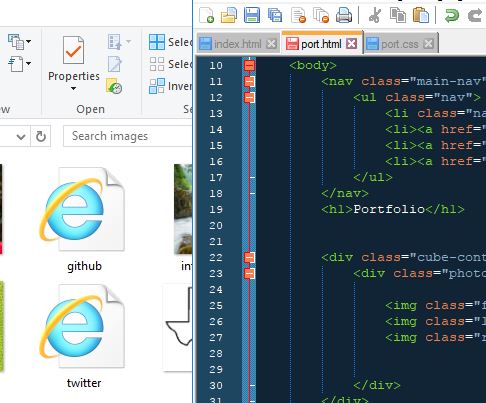 Properties
Open
Selec
Selec
Inver
Search images
github
in
twitter
index.html
port.html
port.css
10 <body>
11 <nav class="main-nav"
12 <ul class="nav">
13 <li class="na
14 <li><a href="
15 <li><a href="
16 <li><a href="
17 </ul>
18 </nav>
19 <h1>Portfolio</h1>
20
21
22 <div class="cube-cont
23 <div class="photo
24
25 <img class="f
26 <img class="l
27 <img class="r
28
29
30 </div>
31 </div>